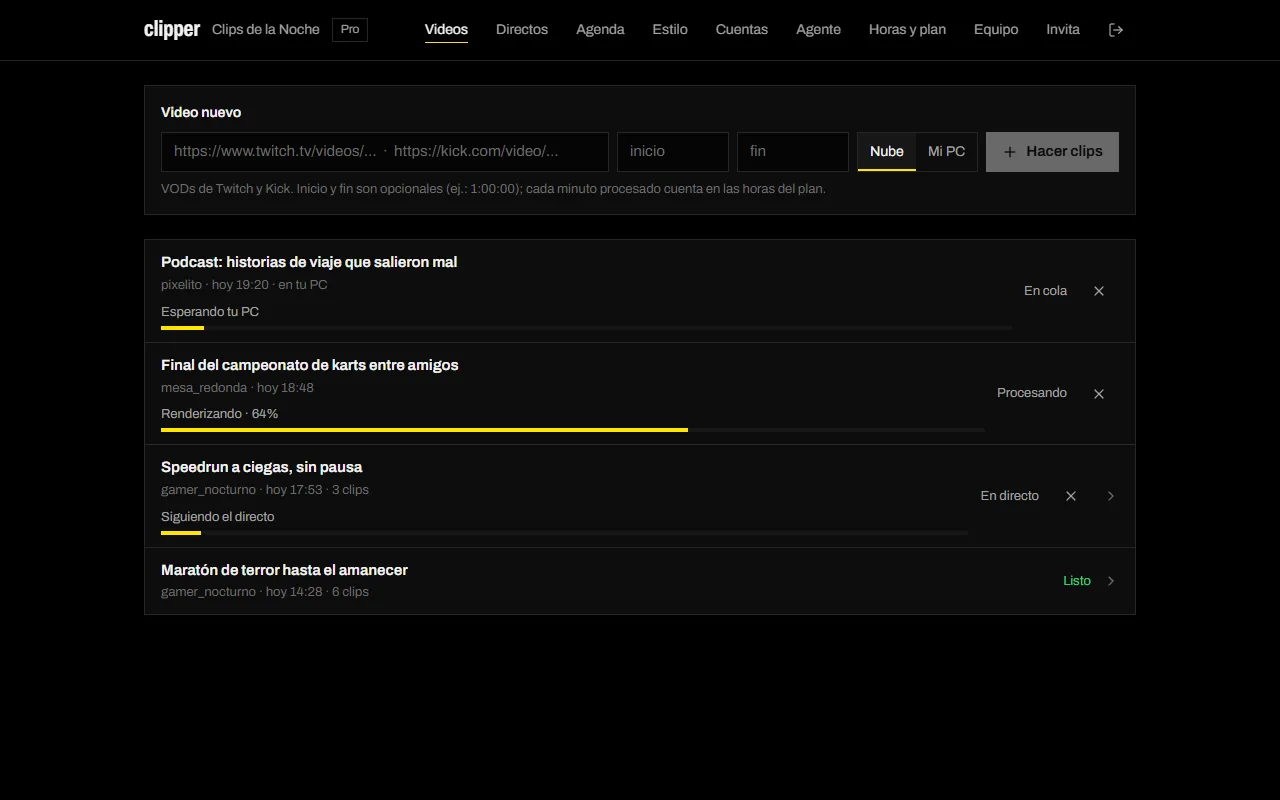 clipper Clips de la Noche Pro Videos Directos Agenda Estilo Cuentas Agente Horas y plan Equipo Invita
Video nuevo
https://www.twitch.tv/videos/... · https://kick.com/video/... inicio fin Nube Mi PC + Hacer clips
VODs de Twitch y Kick. Inicio y fin son opcionales (ej.: 1:00:00); cada minuto procesado cuenta en las horas del plan.
Podcast: historias de viaje que salieron mal
pixelito · hoy 19:20 · en tu PC
En cola
Esperando tu PC
Final del campeonato de karts entre amigos
mesa_redonda · hoy 18:48
Procesando
Renderizando · 64%
Speedrun a ciegas, sin pausa
gamer_nocturno · hoy 17:53 · 3 clips
En directo
Siguiendo el directo
Maratón de terror hasta el amanecer
Listo
gamer_nocturno · hoy 14:28 · 6 clips